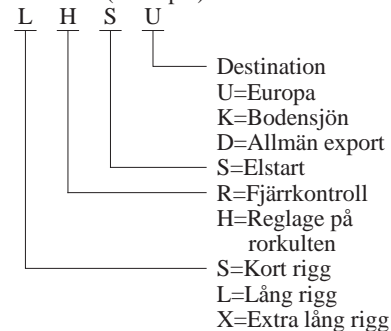 L H S U
Destination
U=Europa
K=Bodensjön
D=Allmän export
S=Elstart
R=Fjärrkontroll
H=Reglage på
rorkulten
S=Kort rigg
L=Lång rigg
X=Extra lång rigg